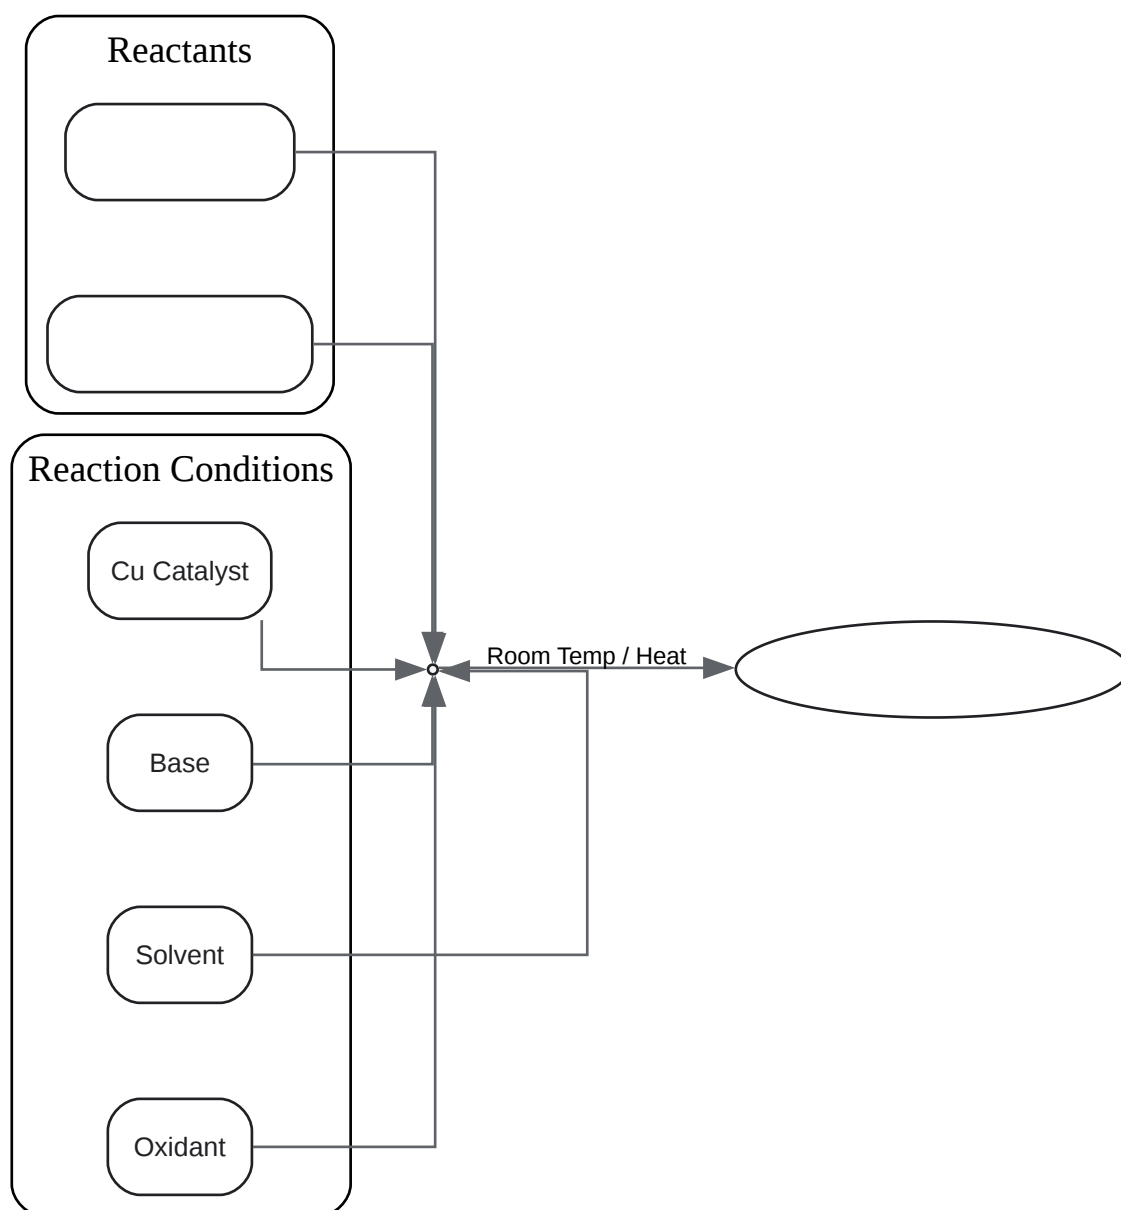 Reactants
Reaction Conditions
Cu Catalyst
Room Temp / Heat
Base
Solvent
Oxidant